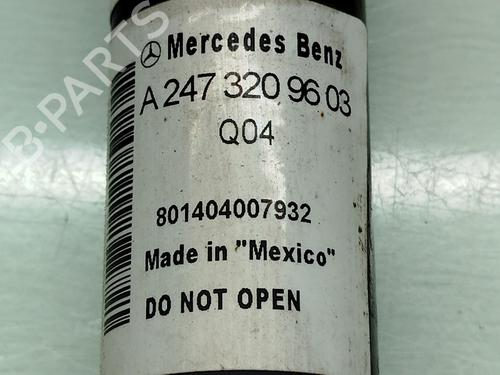 B-PARTS
Mercedes Benz
A 247 320 96 03
Q04
801404007932
Made in "Mexico"
DO NOT OPEN